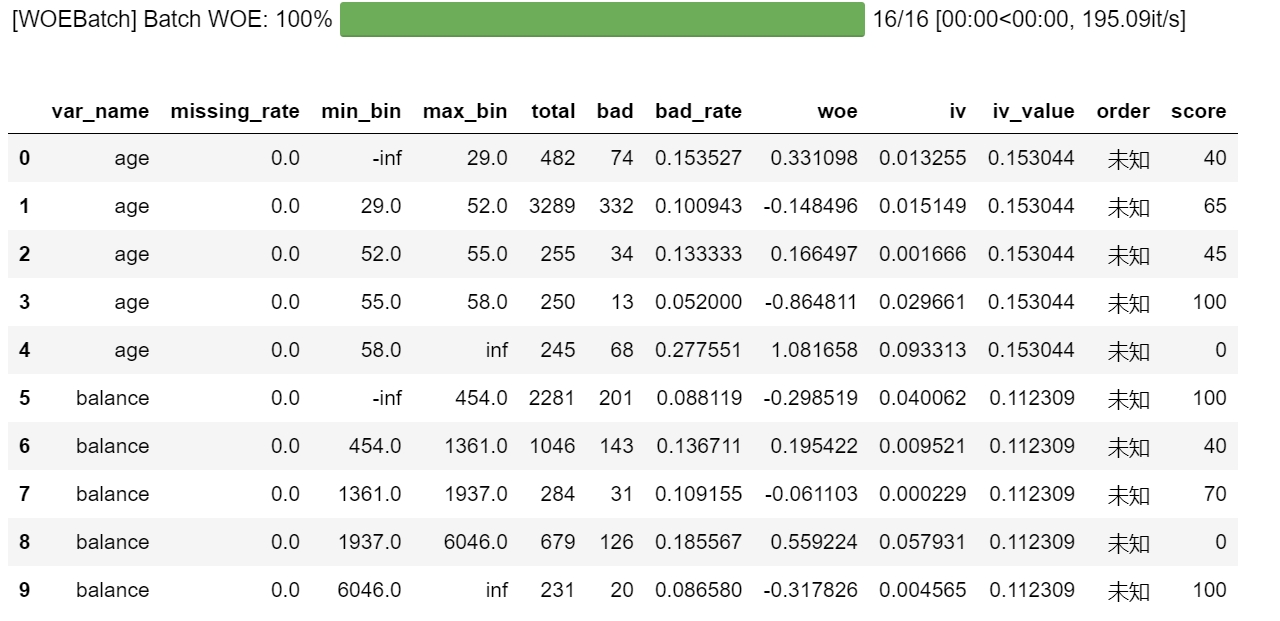 [WOEBatch] Batch WOE: 100% 16/16 [00:00<00:00, 195.09it/s]
var_name missing_rate min_bin max_bin total bad bad_rate woe iv iv_value order score
0 age 0.0 -inf 29.0 482 74 0.153527 0.331098 0.013255 0.153044 未知 40
1 age 0.0 29.0 52.0 3289 332 0.100943 -0.148496 0.015149 0.153044 未知 65
2 age 0.0 52.0 55.0 255 34 0.133333 0.166497 0.001666 0.153044 未知 45
3 age 0.0 55.0 58.0 250 13 0.052000 -0.864811 0.029661 0.153044 未知 100
4 age 0.0 58.0 inf 245 68 0.277551 1.081658 0.093313 0.153044 未知 0
5 balance 0.0 -inf 454.0 2281 201 0.088119 -0.298519 0.040062 0.112309 未知 100
6 balance 0.0 454.0 1361.0 1046 143 0.136711 0.195422 0.009521 0.112309 未知 40
7 balance 0.0 1361.0 1937.0 284 31 0.109155 -0.061103 0.000229 0.112309 未知 70
8 balance 0.0 1937.0 6046.0 679 126 0.185567 0.559224 0.057931 0.112309 未知 0
9 balance 0.0 6046.0 inf 231 20 0.086580 -0.317826 0.004565 0.112309 未知 100